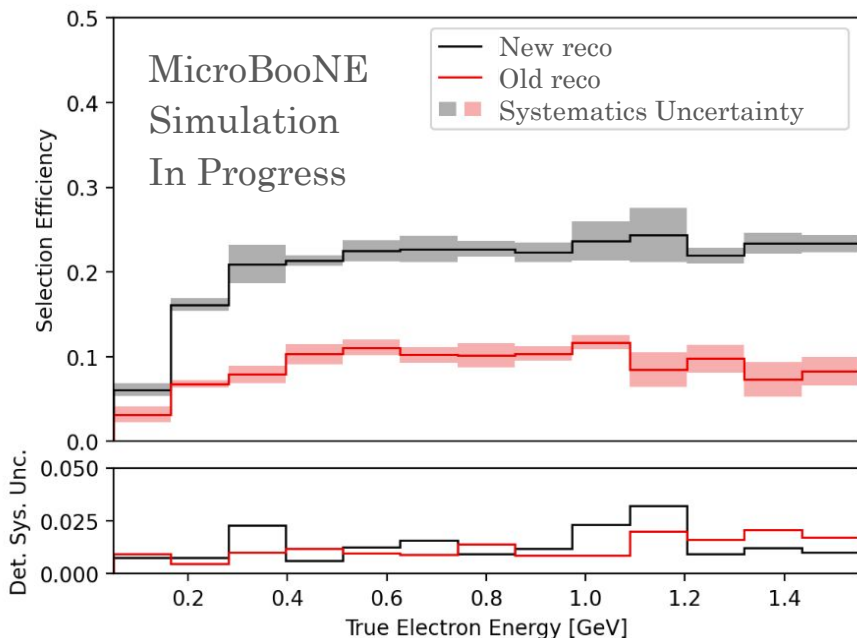 0.5
0.4
0.3
0.2
0.1
0.0
Selection Efficiency
MicroBooNE
Simulation
In Progress
New reco
Old reco
Systematics Uncertainty
0.050
0.025
0.000
Det. Sys. Unc.
0.2 0.4 0.6 0.8 1.0 1.2 1.4
True Electron Energy [GeV]